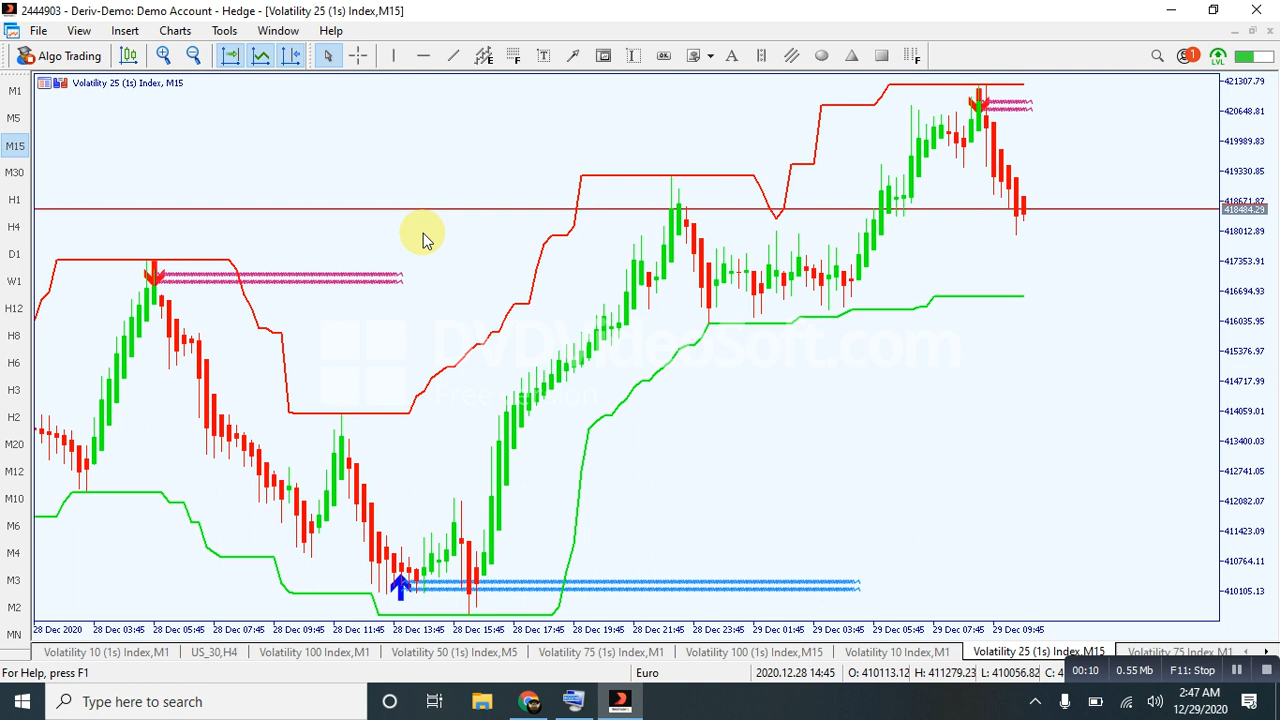 2444903 - Deriv-Demo: Demo Account - Hedge - [Volatility 25 (1s) Index,M15]
File View Insert Charts Tools Window Help
Algo Trading
1
LVL
M1
M5
M15
M30
H1
H4
D1
W1
H12
H8
H6
H3
H2
M20
M12
M10
M6
M4
M3
M2
MN
Volatility 25 (1s) Index, M15
421307.79
420648.81
419989.83
419330.85
418671.87
418484.29
418012.89
417353.91
416694.93
416035.95
415376.97
414717.99
414059.01
413400.03
412741.05
412082.07
411423.09
410764.11
410105.13
Free Version
28 Dec 2020 28 Dec 03:45 28 Dec 05:45 28 Dec 07:45 28 Dec 09:45 28 Dec 11:45 28 Dec 13:45 28 Dec 15:45 28 Dec 17:45 28 Dec 19:45 28 Dec 21:45 28 Dec 23:45 29 Dec 01:45 29 Dec 03:45 29 Dec 05:45 29 Dec 07:45 29 Dec 09:45
Volatility 10 (1s) Index,M1 US_30,H4 Volatility 100 (1s) Index,M1 Volatility 50 (1s) Index,M5 Volatility 75 (1s) Index,M1 Volatility 100 (1s) Index,M15 Volatility 10 (1s) Index,M1 Volatility 25 (1s) Index,M15 Volatility 75 Index,M1
For Help, press F1 Euro 2020.12.28 14:45 O: 410113.12 H: 411279.23 L: 410056.82 C: 4 00:10 0.55 Mb F11: Stop
Type here to search
2:47 AM
12/29/2020